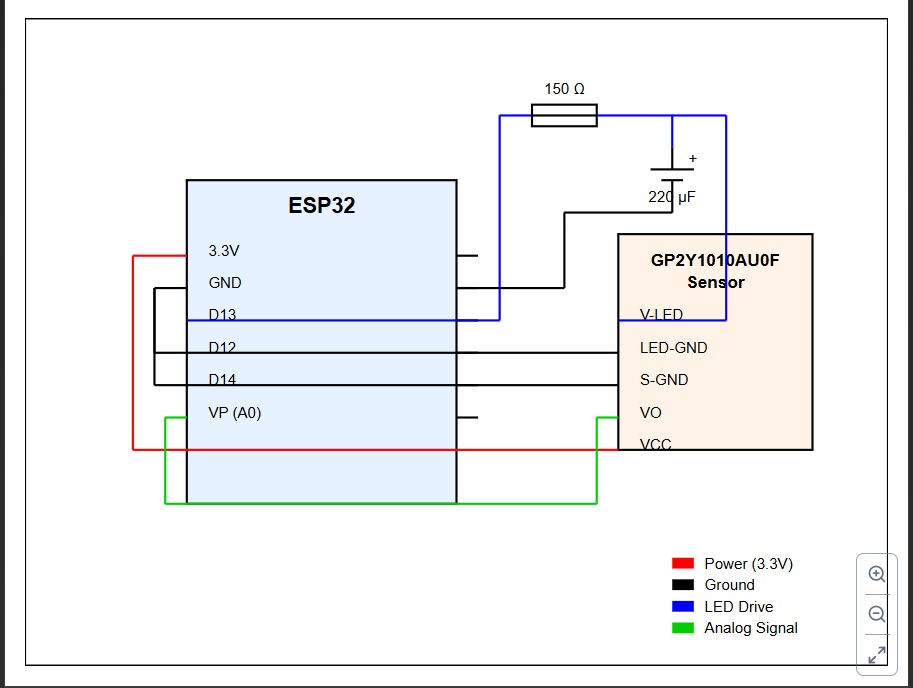 150 Ω
+
220 µF
ESP32
3.3V
GND
D13
D12
D14
VP (A0)
GP2Y1010AU0F
Sensor
V-LED
LED-GND
S-GND
VO
VCC
Power (3.3V)
Ground
LED Drive
Analog Signal